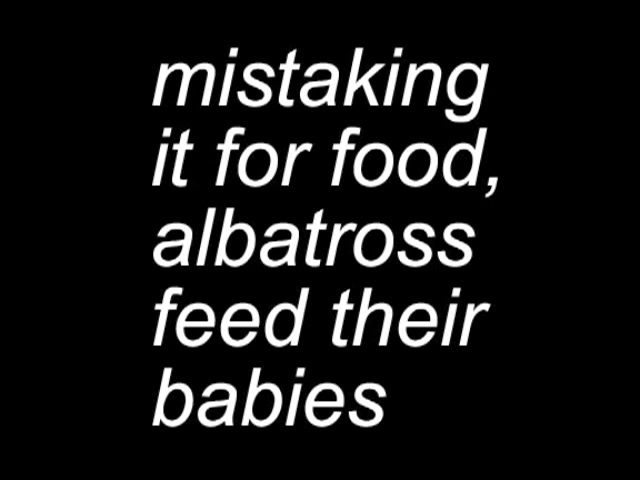 mistaking
it for food,
albatross
feed their
babies